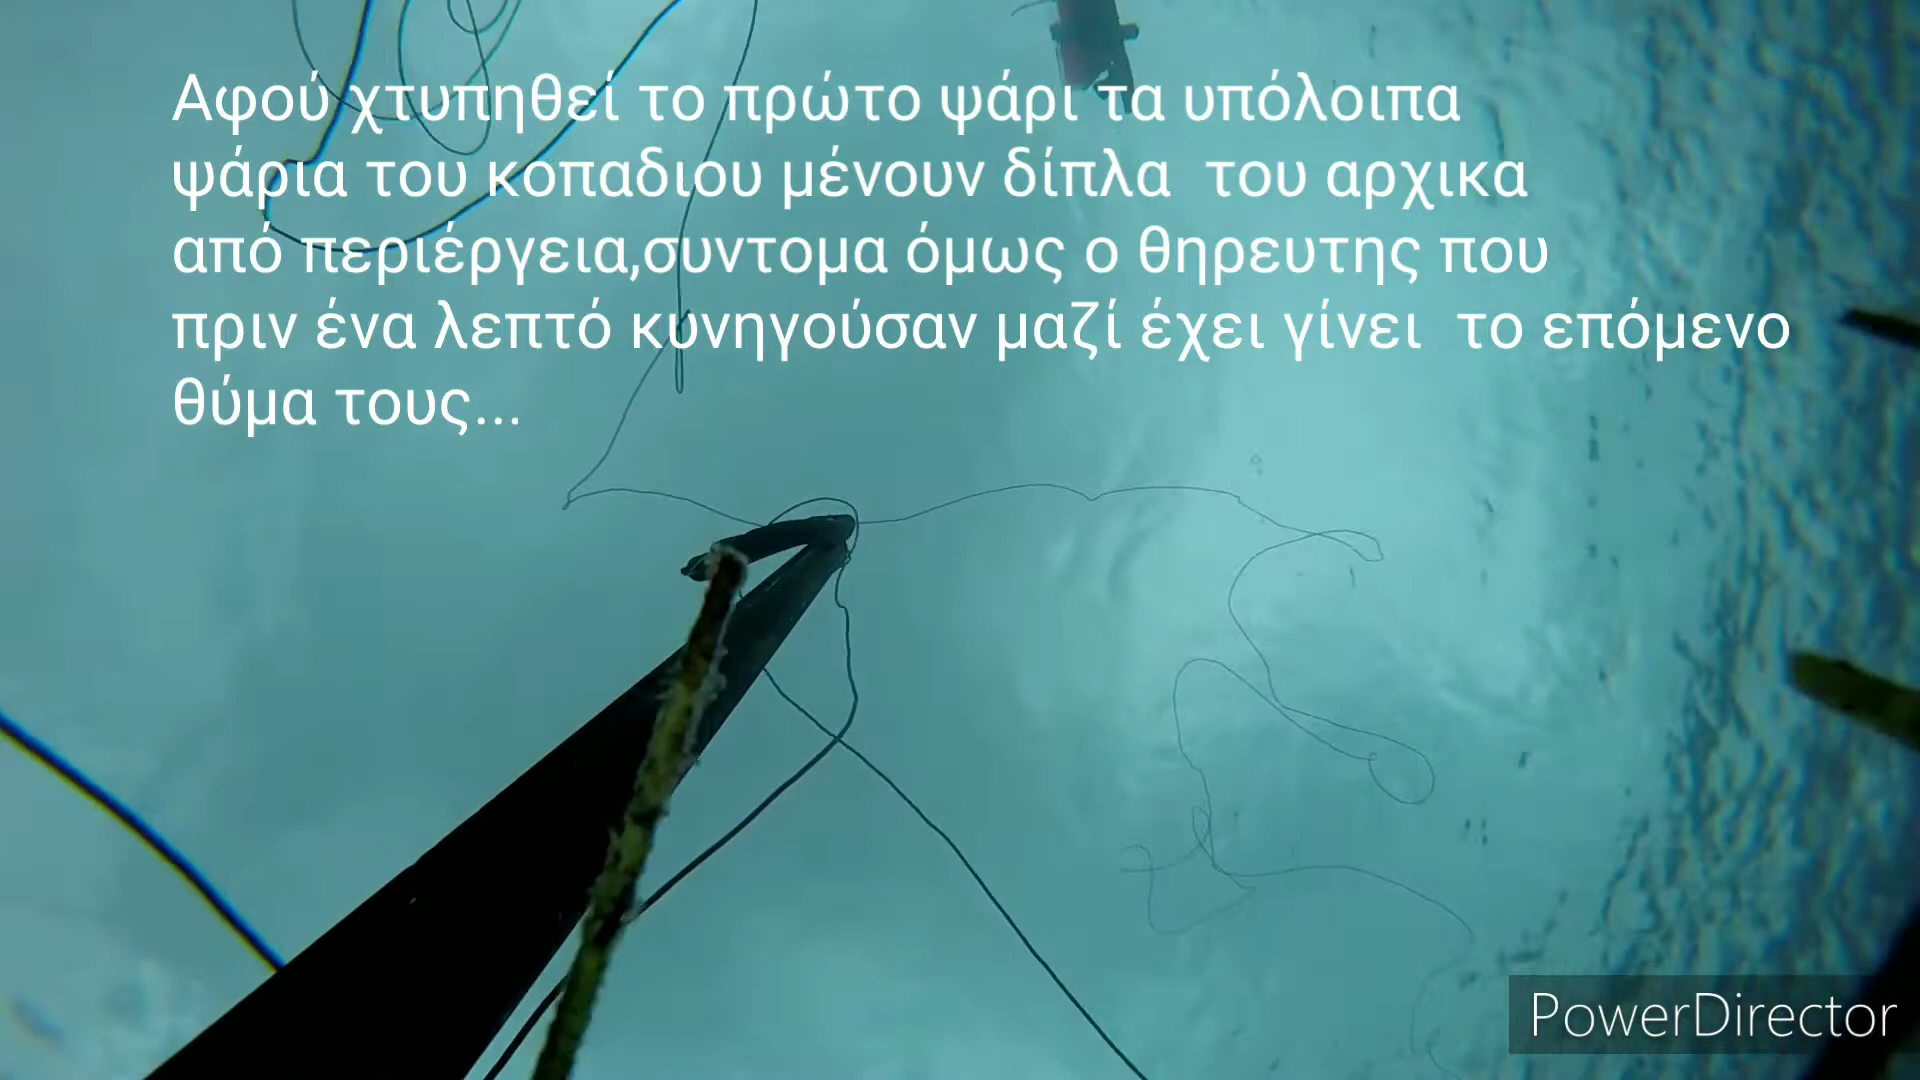 Αφού χτυπηθεί το πρώτο ψάρι τα υπόλοιπα
ψάρια του κοπαδιου μένουν δίπλα  του αρχικα
από περιέργεια,συντομα όμως ο θηρευτης που
πριν ένα λεπτό κυνηγούσαν μαζί έχει γίνει  το επόμενο
θύμα τους...
PowerDirector